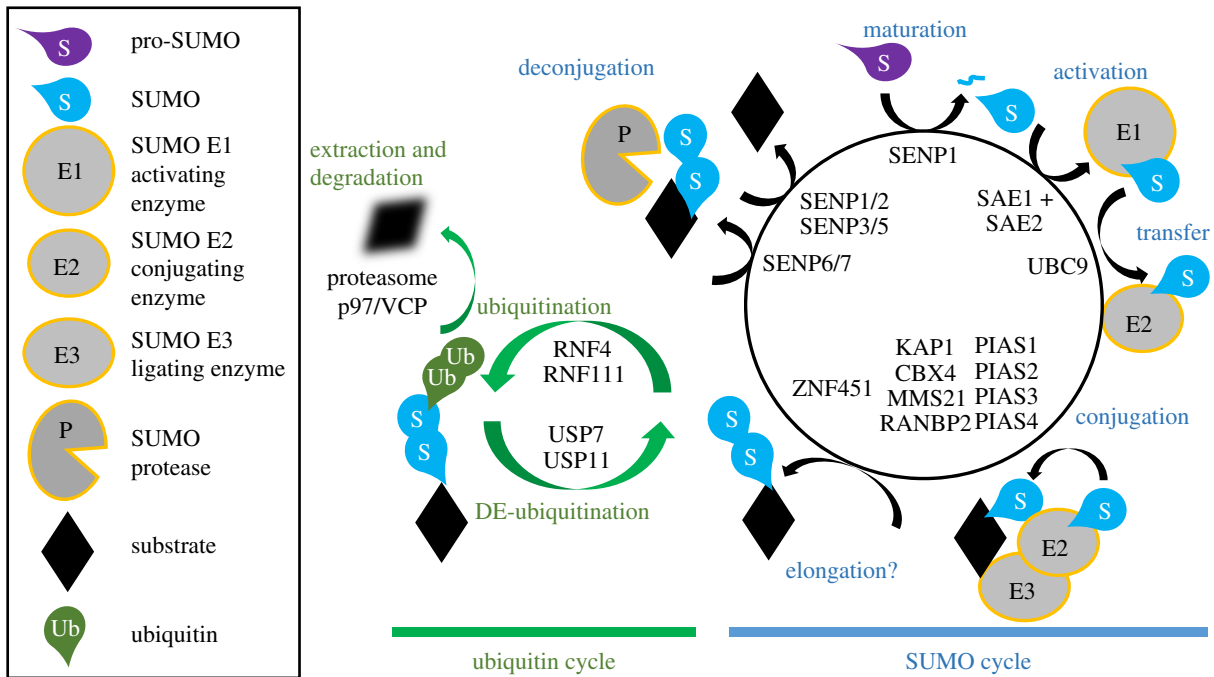 S
pro-SUMO
S
SUMO
E1
SUMO E1
activating
enzyme
E2
SUMO E2
conjugating
enzyme
E3
SUMO E3
ligating enzyme
P
SUMO
protease
substrate
Ub
ubiquitin
extraction and
degradation
proteasome
p97/VCP
ubiquitination
RNF4
RNF111
Ub
Ub
S
S
USP7
USP11
DE-ubiquitination
ubiquitin cycle
deconjugation
P
S
S
SENP1/2
SENP3/5
SENP6/7
maturation
S
S
SENP1
activation
E1
S
SAE1 +
SAE2
transfer
UBC9
S
E2
KAP1
CBX4
MMS21
RANBP2
PIAS1
PIAS2
PIAS3
PIAS4
conjugation
S
S
E2
E3
ZNF451
S
S
elongation?
SUMO cycle